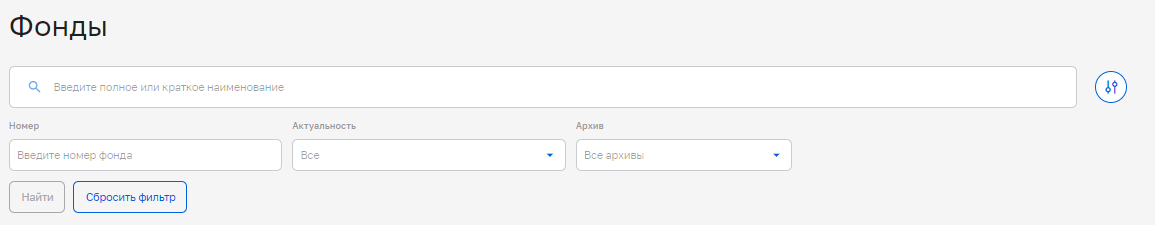 Фонды
Введите полное или краткое наименование
Номер Актуальность Архив
Введите номер фонда Все Все архивы
Найти Сбросить фильтр